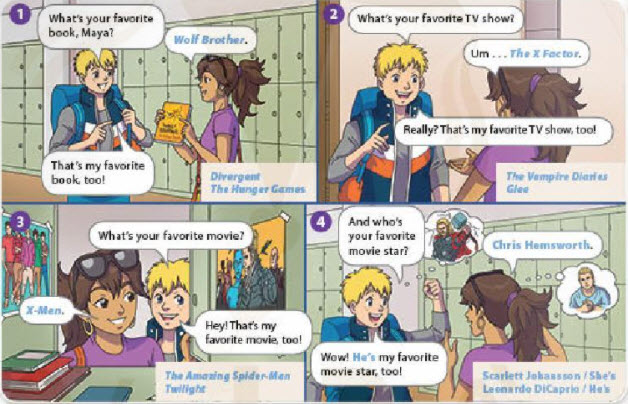 1
What's your favorite
book, Maya?
Wolf Brother.
That's my favorite
book, too!
Divergent
The Hunger Games
2
What's your favorite TV show?
Um . . . The X Factor.
Really? That's my favorite TV show, too!
The Vampire Diaries
Glee
3
What's your favorite movie?
X-Men.
Hey! That's my
favorite movie, too!
The Amazing Spider-Man
Twilight
4
And who's
your favorite
movie star?
Chris Hemsworth.
Wow! He's my favorite
movie star, too!
Scarlett Johansson / She's
Leonardo DiCaprio / He's